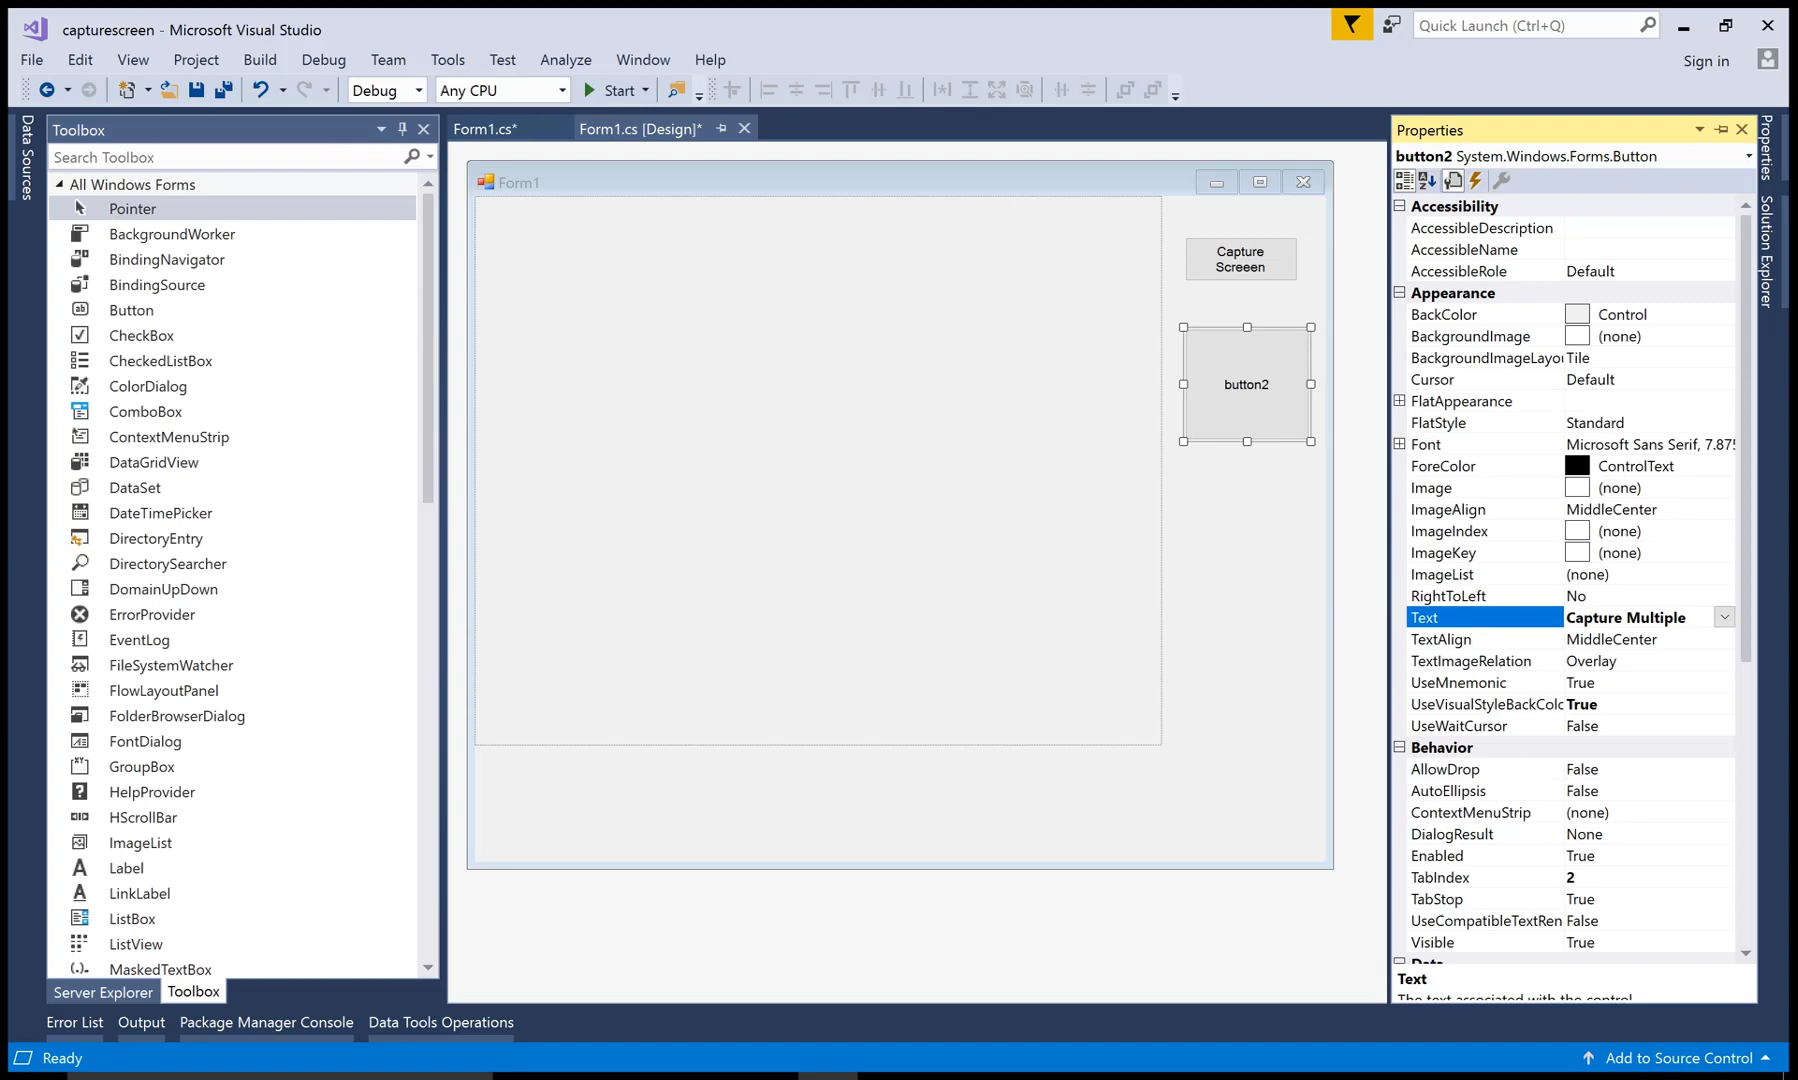 capturescreen - Microsoft Visual Studio
Quick Launch (Ctrl+Q)
File Edit View Project Build Debug Team Tools Test Analyze Window Help
Sign in
Debug Any CPU Start
Data Sources
Toolbox
Search Toolbox
All Windows Forms
Pointer
BackgroundWorker
BindingNavigator
BindingSource
Button
CheckBox
CheckedListBox
ColorDialog
ComboBox
ContextMenuStrip
DataGridView
DataSet
DateTimePicker
DirectoryEntry
DirectorySearcher
DomainUpDown
ErrorProvider
EventLog
FileSystemWatcher
FlowLayoutPanel
FolderBrowserDialog
FontDialog
GroupBox
HelpProvider
HScrollBar
ImageList
Label
LinkLabel
ListBox
ListView
MaskedTextBox
Server Explorer Toolbox
Form1.cs* Form1.cs [Design]*
Form1
Capture
Screeen
button2
Properties
button2 System.Windows.Forms.Button
Accessibility
AccessibleDescription
AccessibleName
AccessibleRole Default
Appearance
BackColor Control
BackgroundImage (none)
BackgroundImageLayou Tile
Cursor Default
FlatAppearance
FlatStyle Standard
Font Microsoft Sans Serif, 7.875
ForeColor ControlText
Image (none)
ImageAlign MiddleCenter
ImageIndex (none)
ImageKey (none)
ImageList (none)
RightToLeft No
Text Capture Multiple
TextAlign MiddleCenter
TextImageRelation Overlay
UseMnemonic True
UseVisualStyleBackColo True
UseWaitCursor False
Behavior
AllowDrop False
AutoEllipsis False
ContextMenuStrip (none)
DialogResult None
Enabled True
TabIndex 2
TabStop True
UseCompatibleTextRen False
Visible True
Data
Text
The text associated with the control
Properties
Solution Explorer
Error List Output Package Manager Console Data Tools Operations
Ready
Add to Source Control